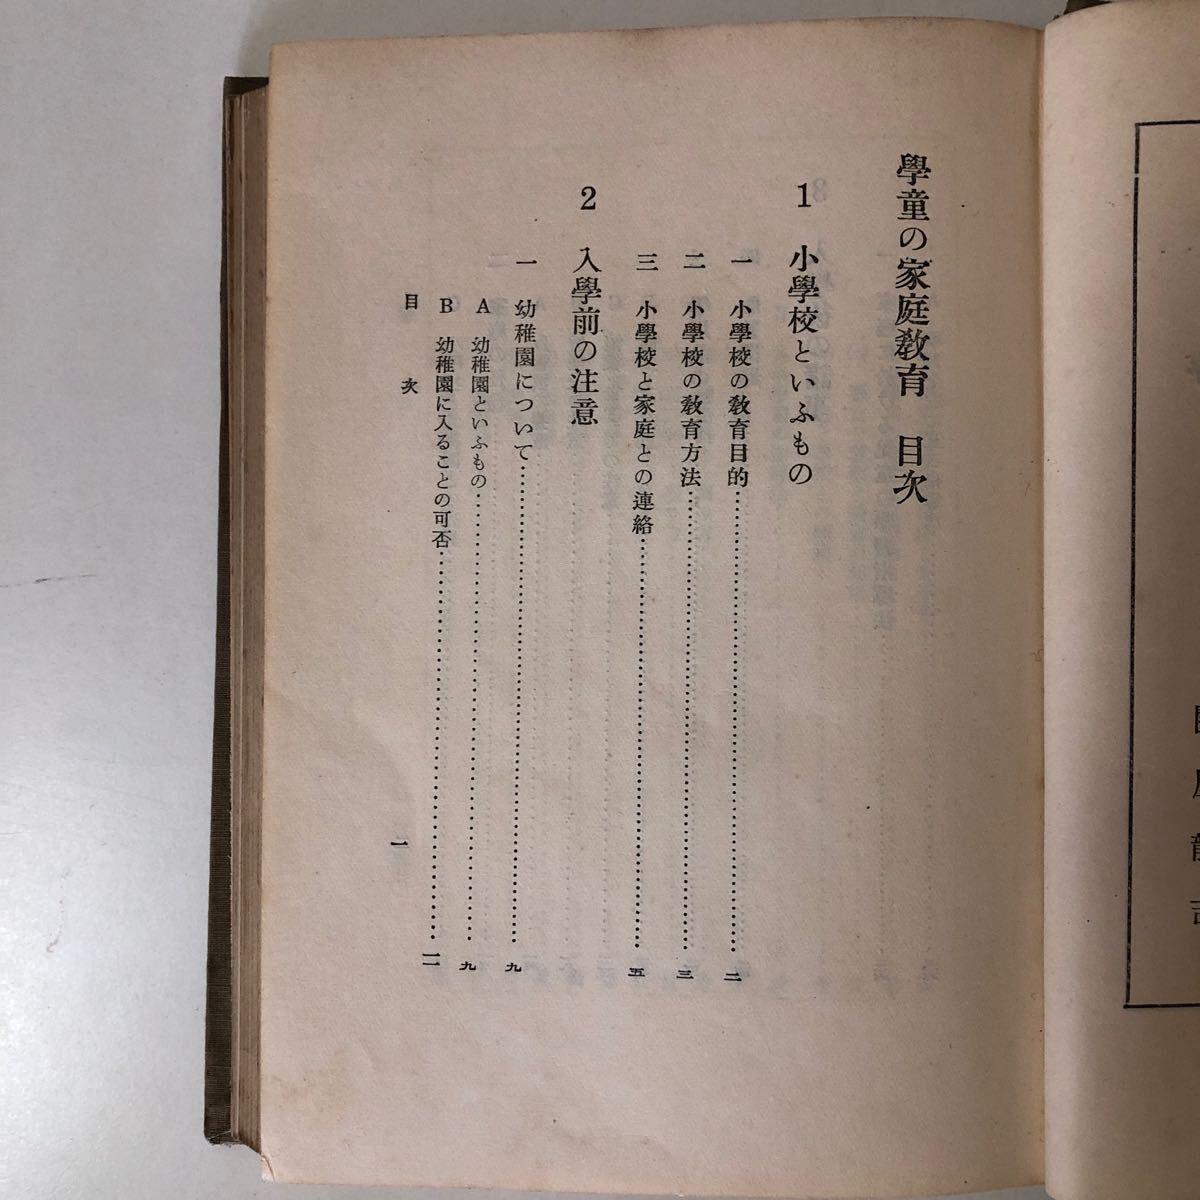 學童の家庭敎育　目次
1　小學校といふもの
一　小學校の敎育目的……………………………二
二　小學校の敎育方法……………………………三
三　小學校と家庭との連絡……………………………五
2　入學前の注意
一　幼稚園について……………………………九
A　幼稚園といふもの……………………………九
B　幼稚園に入ることの可否……………………………一一
目　次　一